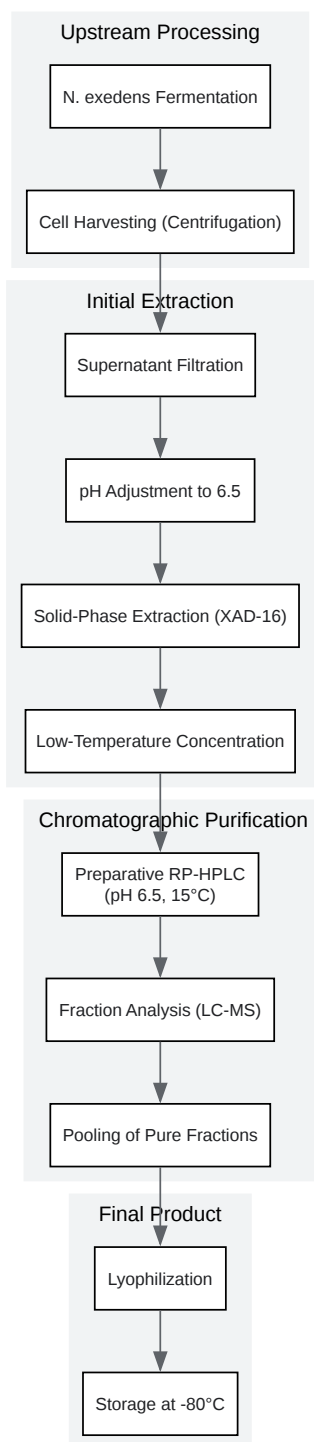 Upstream Processing
N. exedens Fermentation
Cell Harvesting (Centrifugation)
Initial Extraction
Supernatant Filtration
pH Adjustment to 6.5
Solid-Phase Extraction (XAD-16)
Low-Temperature Concentration
Chromatographic Purification
Preparative RP-HPLC
(pH 6.5, 15°C)
Fraction Analysis (LC-MS)
Pooling of Pure Fractions
Final Product
Lyophilization
Storage at -80°C